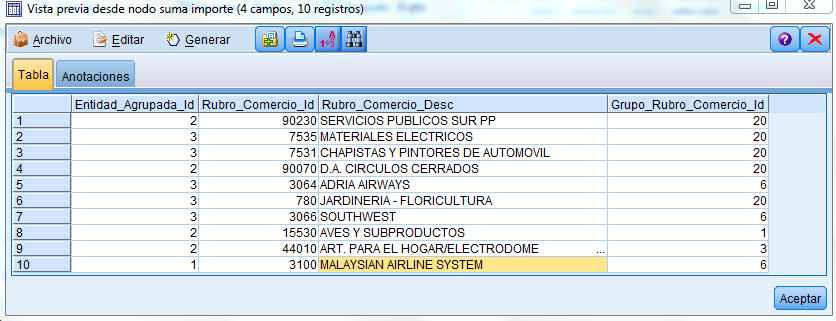 Vista previa desde nodo suma importe (4 campos, 10 registros)
Archivo Editar Generar
Tabla Anotaciones
Entidad_Agrupada_Id Rubro_Comercio_Id Rubro_Comercio_Desc Grupo_Rubro_Comercio_Id
1 2 90230 SERVICIOS PUBLICOS SUR PP 20
2 3 7535 MATERIALES ELECTRICOS 20
3 3 7531 CHAPISTAS Y PINTORES DE AUTOMOVIL 20
4 2 90070 D.A. CIRCULOS CERRADOS 20
5 3 3064 ADRIA AIRWAYS 6
6 3 780 JARDINERIA - FLORICULTURA 20
7 3 3066 SOUTHWEST 6
8 2 15530 AVES Y SUBPRODUCTOS 1
9 2 44010 ART. PARA EL HOGAR/ELECTRODOME ... 3
10 1 3100 MALAYSIAN AIRLINE SYSTEM 6
Aceptar